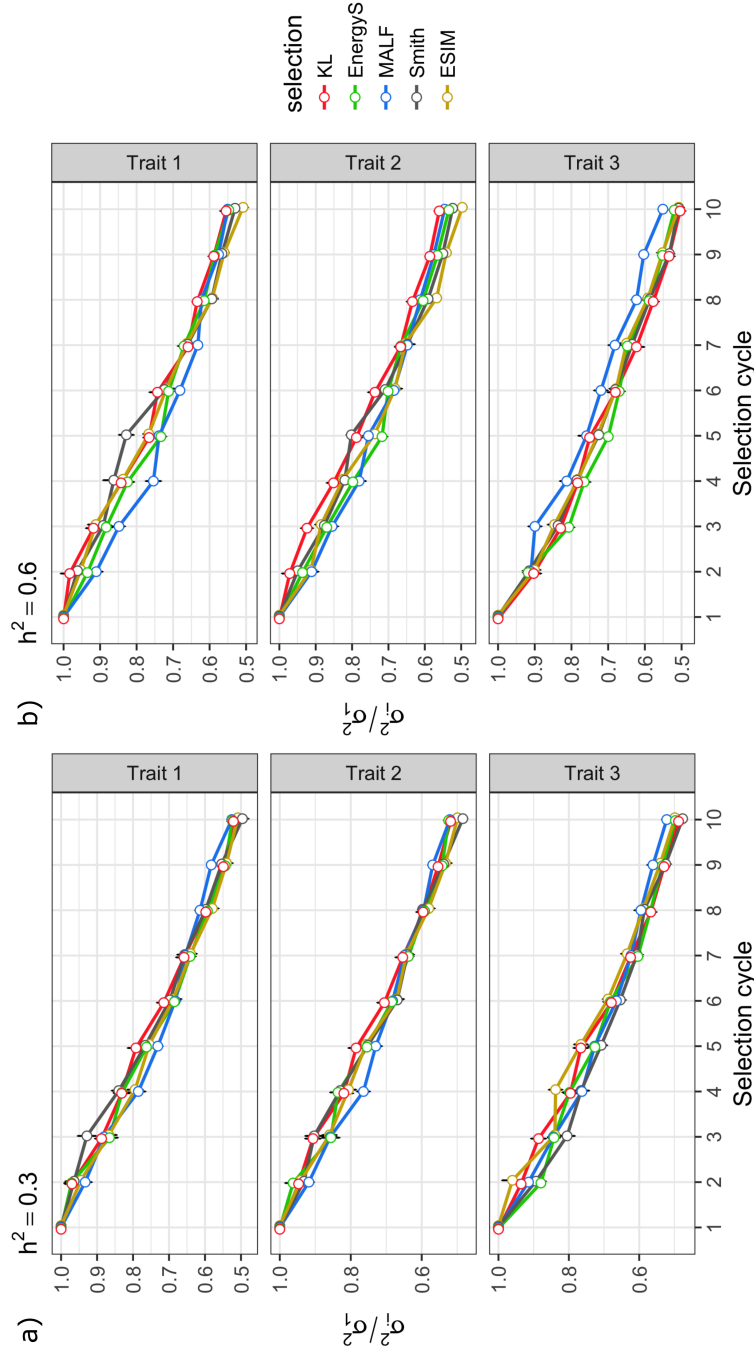 a)
h² = 0.3
σ²ᵢ/σ²₁
1.0
0.9
0.8
0.7
0.6
0.5
Trait 1
1.0
0.8
0.6
Trait 2
1.0
0.8
0.6
Trait 3
1 2 3 4 5 6 7 8 9 10
Selection cycle
b)
h² = 0.6
σ²ᵢ/σ²₁
1.0
0.9
0.8
0.7
0.6
0.5
Trait 1
1.0
0.9
0.8
0.7
0.6
0.5
Trait 2
1.0
0.9
0.8
0.7
0.6
0.5
Trait 3
1 2 3 4 5 6 7 8 9 10
Selection cycle
selection
KL
EnergyS
MALF
Smith
ESIM